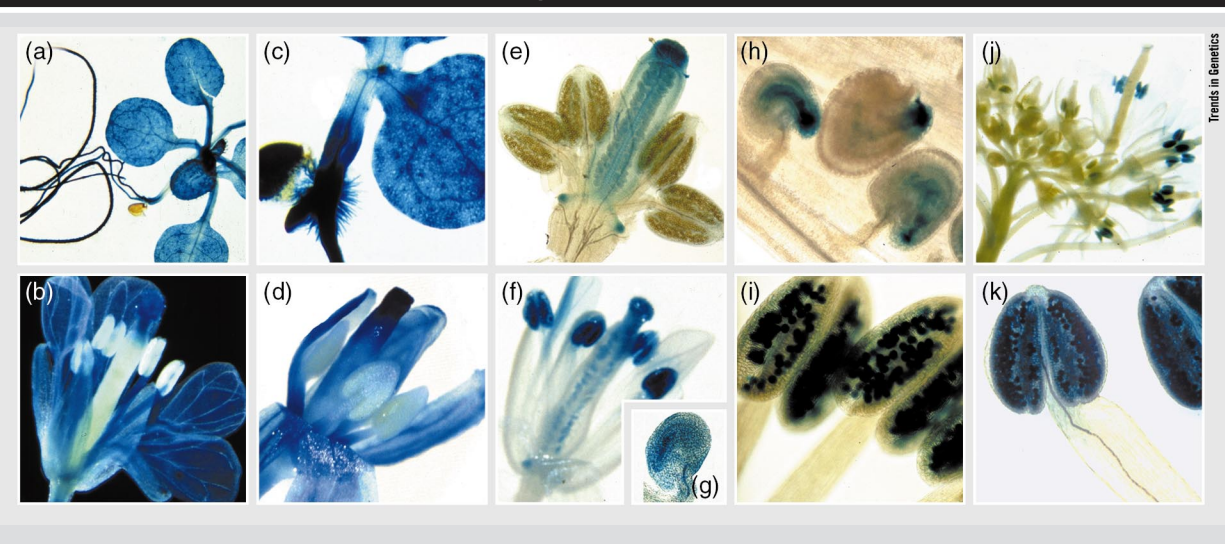 (a)
(c)
(e)
(h)
(j)
Trends in Genetics
(b)
(d)
(f)
(g)
(i)
(k)